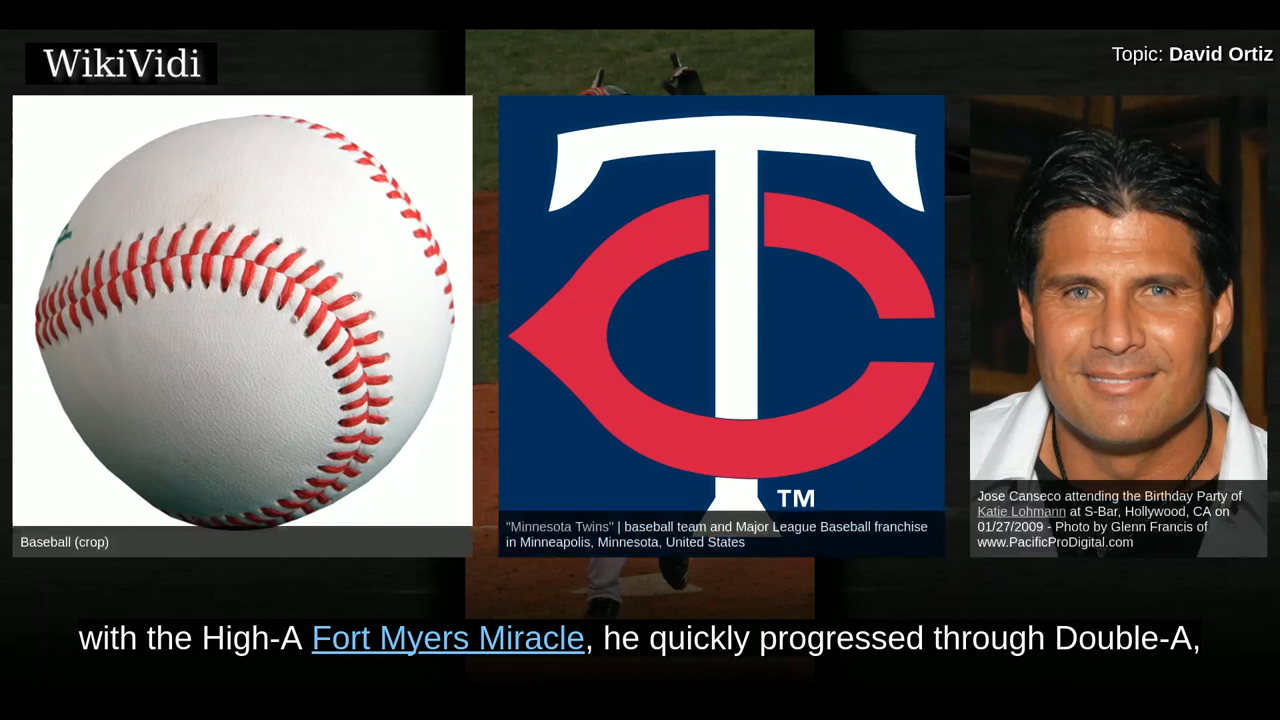 WikiVidi
Topic: David Ortiz
Baseball (crop)
TC
TM
"Minnesota Twins" | baseball team and Major League Baseball franchise
in Minneapolis, Minnesota, United States
Jose Canseco attending the Birthday Party of
Katie Lohmann at S-Bar, Hollywood, CA on
01/27/2009 - Photo by Glenn Francis of
www.PacificProDigital.com
with the High-A Fort Myers Miracle, he quickly progressed through Double-A,